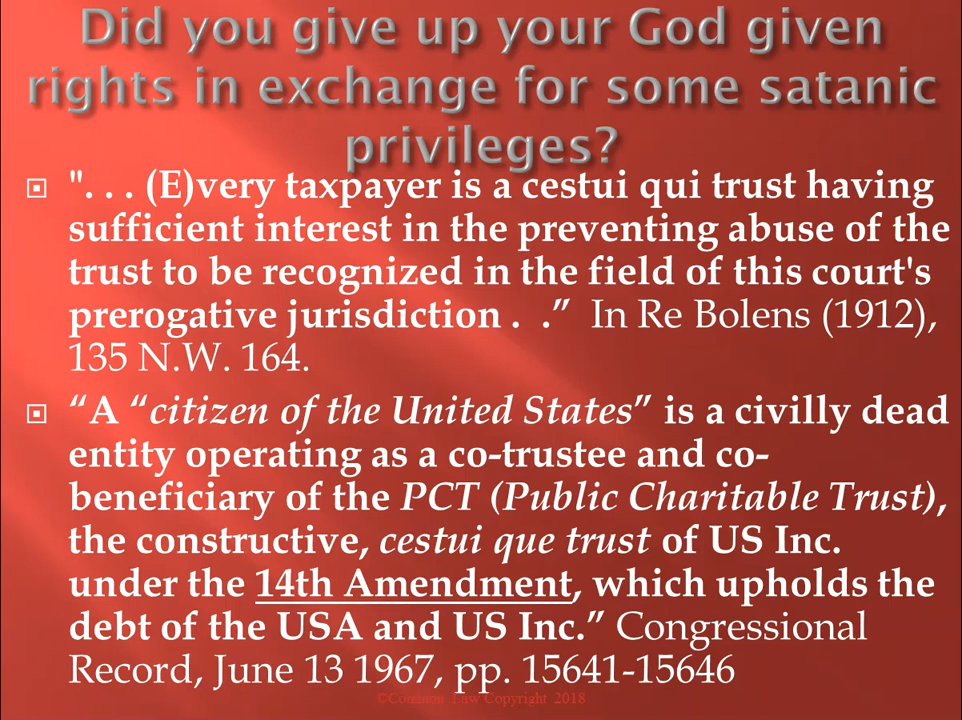 Did you give up your God given
rights in exchange for some satanic
privileges?
". . . (E)very taxpayer is a cestui qui trust having
sufficient interest in the preventing abuse of the
trust to be recognized in the field of this court's
prerogative jurisdiction . .” In Re Bolens (1912),
135 N.W. 164.
“A “citizen of the United States” is a civilly dead
entity operating as a co-trustee and co-
beneficiary of the PCT (Public Charitable Trust),
the constructive, cestui que trust of US Inc.
under the 14th Amendment, which upholds the
debt of the USA and US Inc.” Congressional
Record, June 13 1967, pp. 15641-15646
©Common Law Copyright 2018